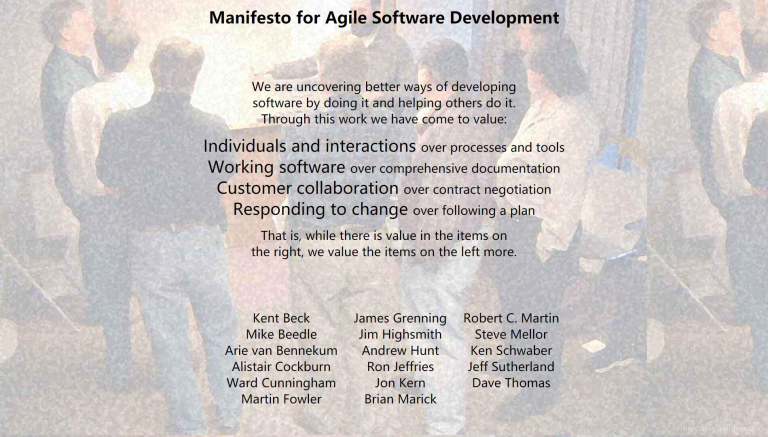 Manifesto for Agile Software Development
We are uncovering better ways of developing
software by doing it and helping others do it.
Through this work we have come to value:
Individuals and interactions over processes and tools
Working software over comprehensive documentation
Customer collaboration over contract negotiation
Responding to change over following a plan
That is, while there is value in the items on
the right, we value the items on the left more.
Kent Beck
Mike Beedle
Arie van Bennekum
Alistair Cockburn
Ward Cunningham
Martin Fowler
James Grenning
Jim Highsmith
Andrew Hunt
Ron Jeffries
Jon Kern
Brian Marick
Robert C. Martin
Steve Mellor
Ken Schwaber
Jeff Sutherland
Dave Thomas